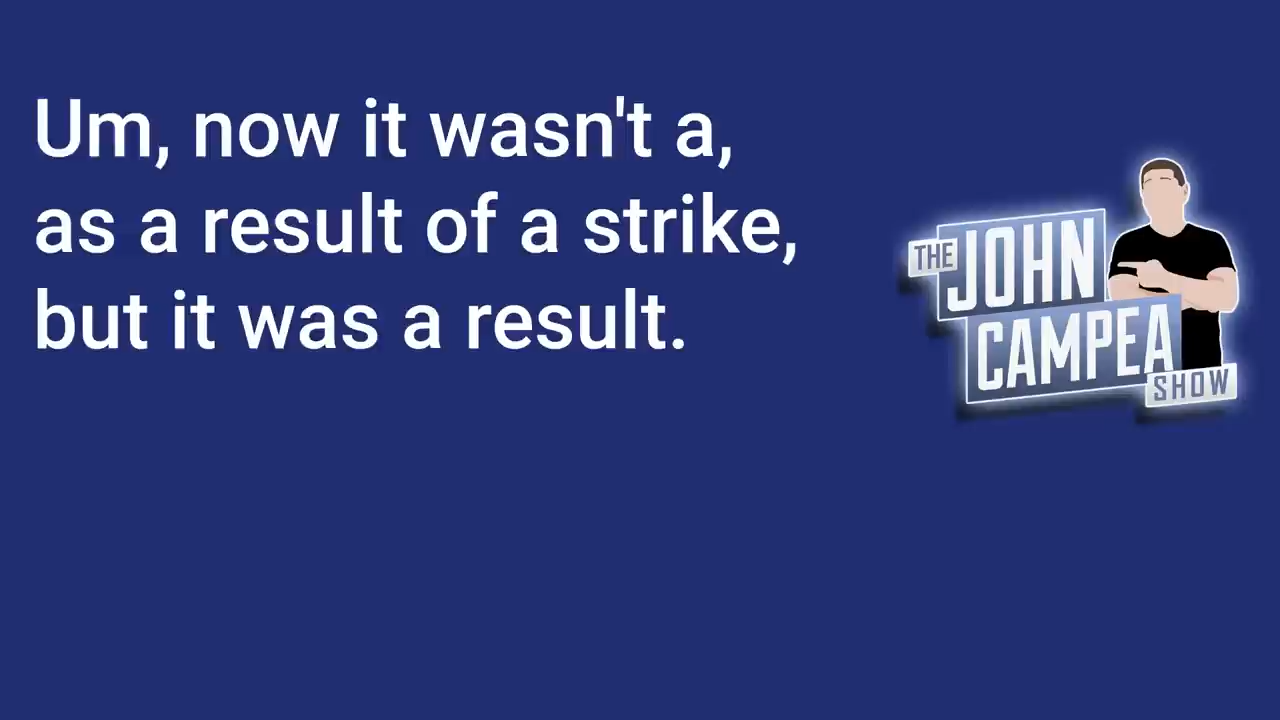 Um, now it wasn't a,
as a result of a strike,
but it was a result.
THE
JOHN
CAMPEA
SHOW